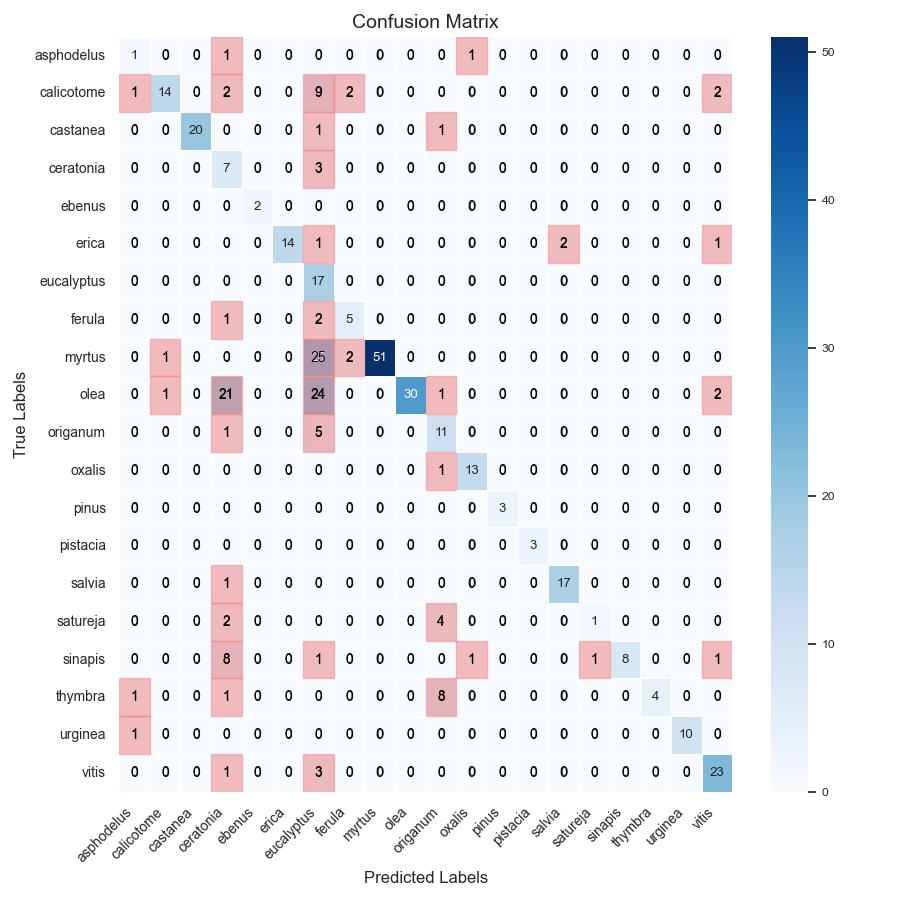 Confusion Matrix
True Labels
asphodelus 1 0 0 1 0 0 0 0 0 0 0 1 0 0 0 0 0 0 0 0
calicotome 1 14 0 2 0 0 9 2 0 0 0 0 0 0 0 0 0 0 0 2
castanea 0 0 20 0 0 0 1 0 0 0 1 0 0 0 0 0 0 0 0 0
ceratonia 0 0 0 7 0 0 3 0 0 0 0 0 0 0 0 0 0 0 0 0
ebenus 0 0 0 0 2 0 0 0 0 0 0 0 0 0 0 0 0 0 0 0
erica 0 0 0 0 0 14 1 0 0 0 0 0 0 0 2 0 0 0 0 1
eucalyptus 0 0 0 0 0 0 17 0 0 0 0 0 0 0 0 0 0 0 0 0
ferula 0 0 0 1 0 0 2 5 0 0 0 0 0 0 0 0 0 0 0 0
myrtus 0 1 0 0 0 0 25 2 51 0 0 0 0 0 0 0 0 0 0 0
olea 0 1 0 21 0 0 24 0 0 30 1 0 0 0 0 0 0 0 0 2
origanum 0 0 0 1 0 0 5 0 0 0 11 0 0 0 0 0 0 0 0 0
oxalis 0 0 0 0 0 0 0 0 0 0 1 13 0 0 0 0 0 0 0 0
pinus 0 0 0 0 0 0 0 0 0 0 0 0 3 0 0 0 0 0 0 0
pistacia 0 0 0 0 0 0 0 0 0 0 0 0 0 3 0 0 0 0 0 0
salvia 0 0 0 1 0 0 0 0 0 0 0 0 0 0 17 0 0 0 0 0
satureja 0 0 0 2 0 0 0 0 0 0 4 0 0 0 0 1 0 0 0 0
sinapis 0 0 0 8 0 0 1 0 0 0 0 1 0 0 0 1 8 0 0 1
thymbra 1 0 0 1 0 0 0 0 0 0 8 0 0 0 0 0 0 4 0 0
urginea 1 0 0 0 0 0 0 0 0 0 0 0 0 0 0 0 0 0 10 0
vitis 0 0 0 1 0 0 3 0 0 0 0 0 0 0 0 0 0 0 0 23
asphodelus calicotome castanea ceratonia ebenus erica eucalyptus ferula myrtus olea origanum oxalis pinus pistacia salvia satureja sinapis thymbra urginea vitis
Predicted Labels
50
40
30
20
10
0